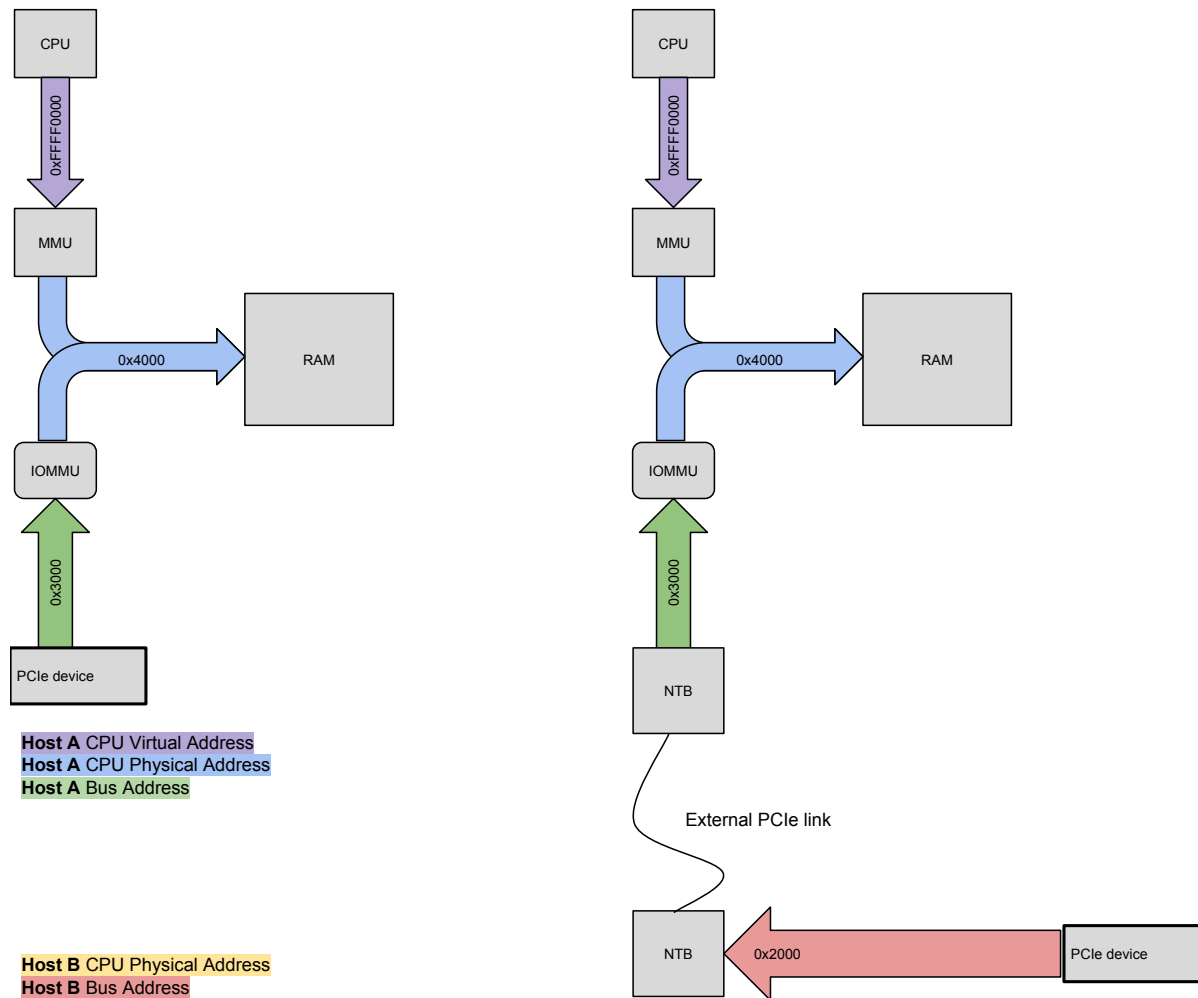 CPU
0xFFFF0000
MMU
0x4000
RAM
IOMMU
0x3000
PCIe device
Host A CPU Virtual Address
Host A CPU Physical Address
Host A Bus Address
Host B CPU Physical Address
Host B Bus Address
CPU
0xFFFF0000
MMU
0x4000
RAM
IOMMU
0x3000
NTB
External PCIe link
NTB
0x2000
PCIe device